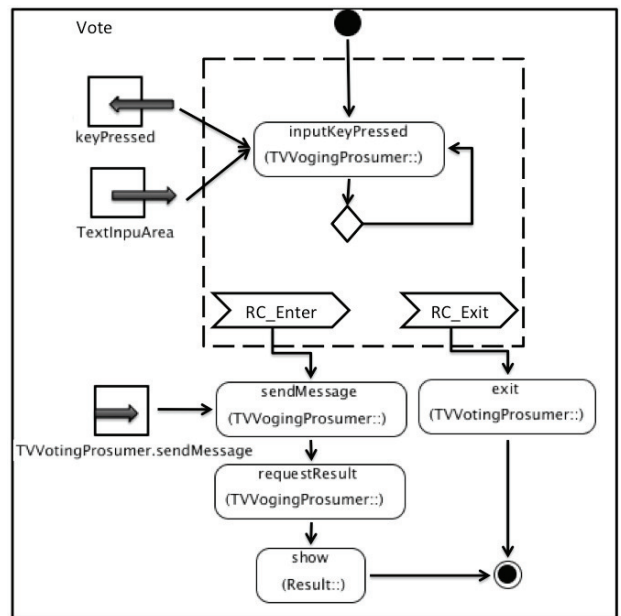 Vote
keyPressed
TextInpuArea
inputKeyPressed
(TVVogingProsumer::)
RC_Enter
RC_Exit
sendMessage
(TVVogingProsumer::)
exit
(TVVotingProsumer::)
TVVotingProsumer.sendMessage
requestResult
(TVVogingProsumer::)
show
(Result::)